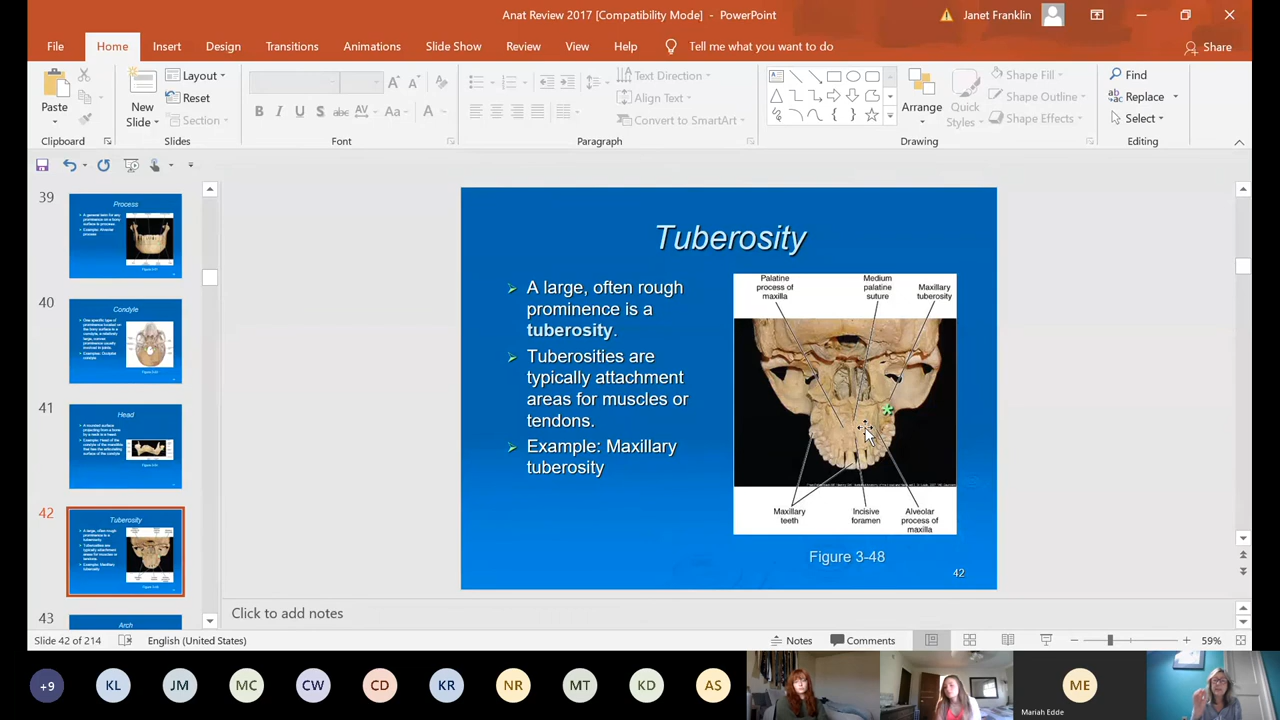 Anat Review 2017 [Compatibility Mode] - PowerPoint
Janet Franklin
File Home Insert Design Transitions Animations Slide Show Review View Help Tell me what you want to do
Share
Paste
Clipboard
New
Slide
Layout
Reset
Section
Slides
B I U S abc AV Aa A
Font
Text Direction
Align Text
Convert to SmartArt
Paragraph
Arrange
Quick
Styles
Shape Fill
Shape Outline
Shape Effects
Drawing
Find
Replace
Select
Editing
39
Process
40
Condyle
41
Head
42
Tuberosity
43
Arch
Tuberosity
A large, often rough
prominence is a
tuberosity.
Tuberosities are
typically attachment
areas for muscles or
tendons.
Example: Maxillary
tuberosity
Palatine
process of
maxilla
Medium
palatine
suture
Maxillary
tuberosity
Maxillary
teeth
Incisive
foramen
Alveolar
process of
maxilla
Figure 3-48
42
Click to add notes
Slide 42 of 214
English (United States)
Notes
Comments
59%
+9
KL
JM
MC
CW
CD
KR
NR
MT
KD
AS
ME
Mariah Edde